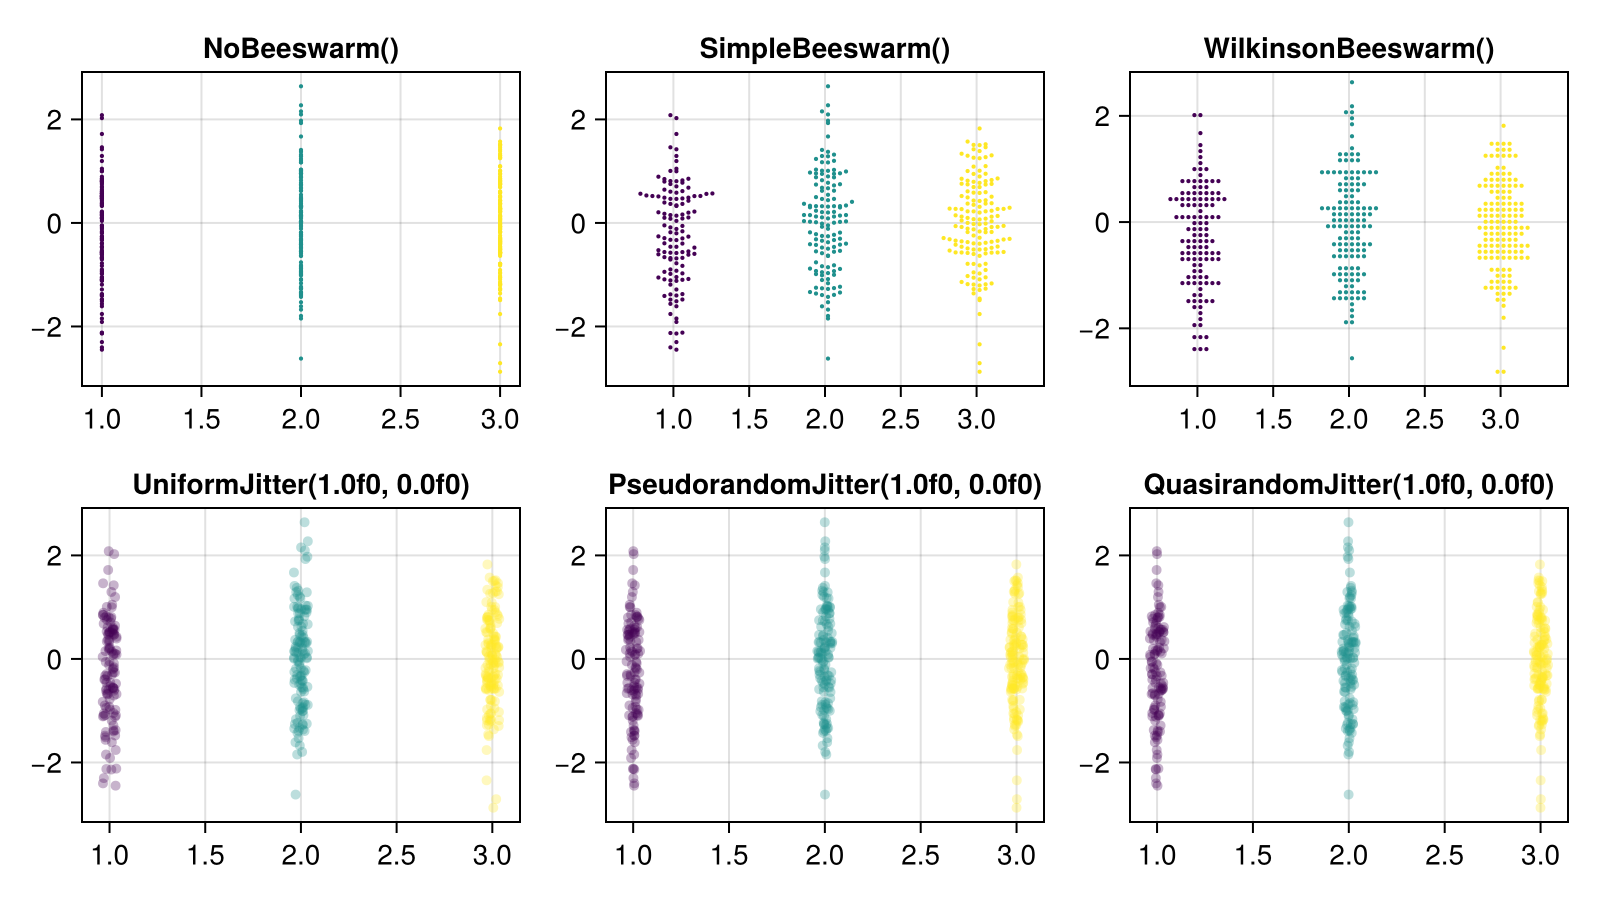 NoBeeswarm()
2
0
−2
1.0 1.5 2.0 2.5 3.0
SimpleBeeswarm()
2
0
−2
1.0 1.5 2.0 2.5 3.0
WilkinsonBeeswarm()
2
0
−2
1.0 1.5 2.0 2.5 3.0
UniformJitter(1.0f0, 0.0f0)
2
0
−2
1.0 1.5 2.0 2.5 3.0
PseudorandomJitter(1.0f0, 0.0f0)
2
0
−2
1.0 1.5 2.0 2.5 3.0
QuasirandomJitter(1.0f0, 0.0f0)
2
0
−2
1.0 1.5 2.0 2.5 3.0